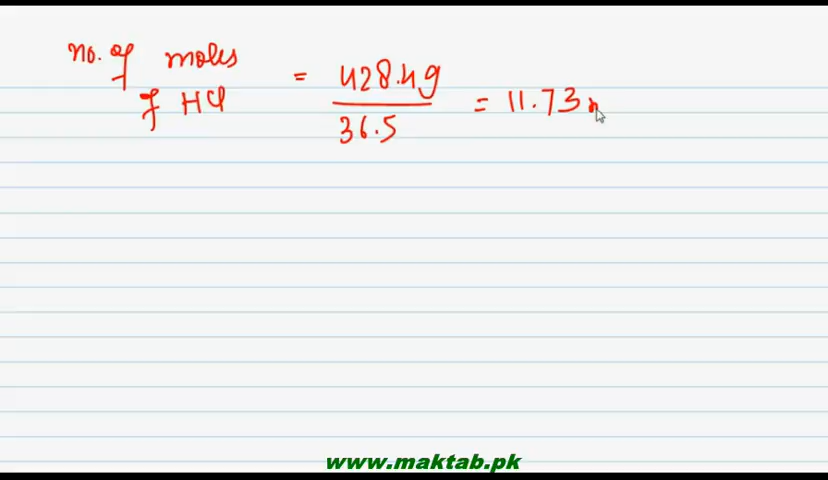 no. of moles = 428.4g
of HCl 36.5 = 11.73
www.maktab.pk